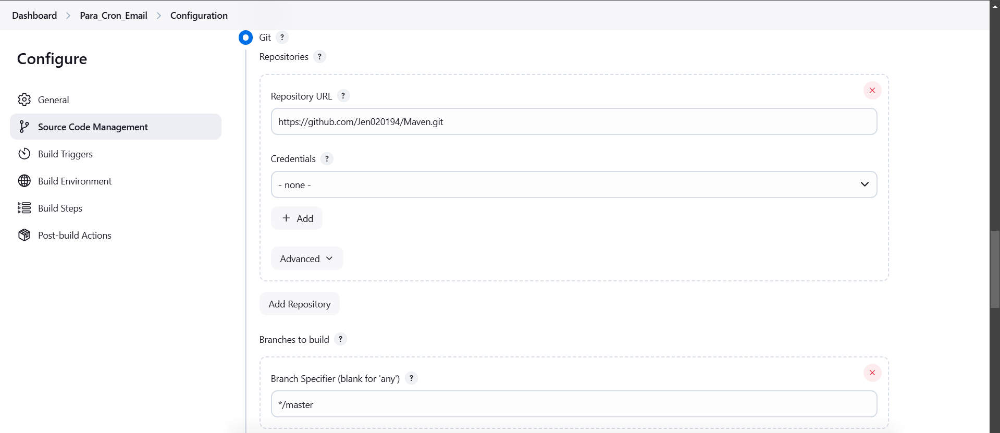 Dashboard > Para_Cron_Email > Configuration
Configure
General
Source Code Management
Build Triggers
Build Environment
Build Steps
Post-build Actions
Git ?
Repositories ?
Repository URL ?
https://github.com/Jen020194/Maven.git
Credentials ?
- none -
+ Add
Advanced
Add Repository
Branches to build ?
Branch Specifier (blank for 'any') ?
*/master